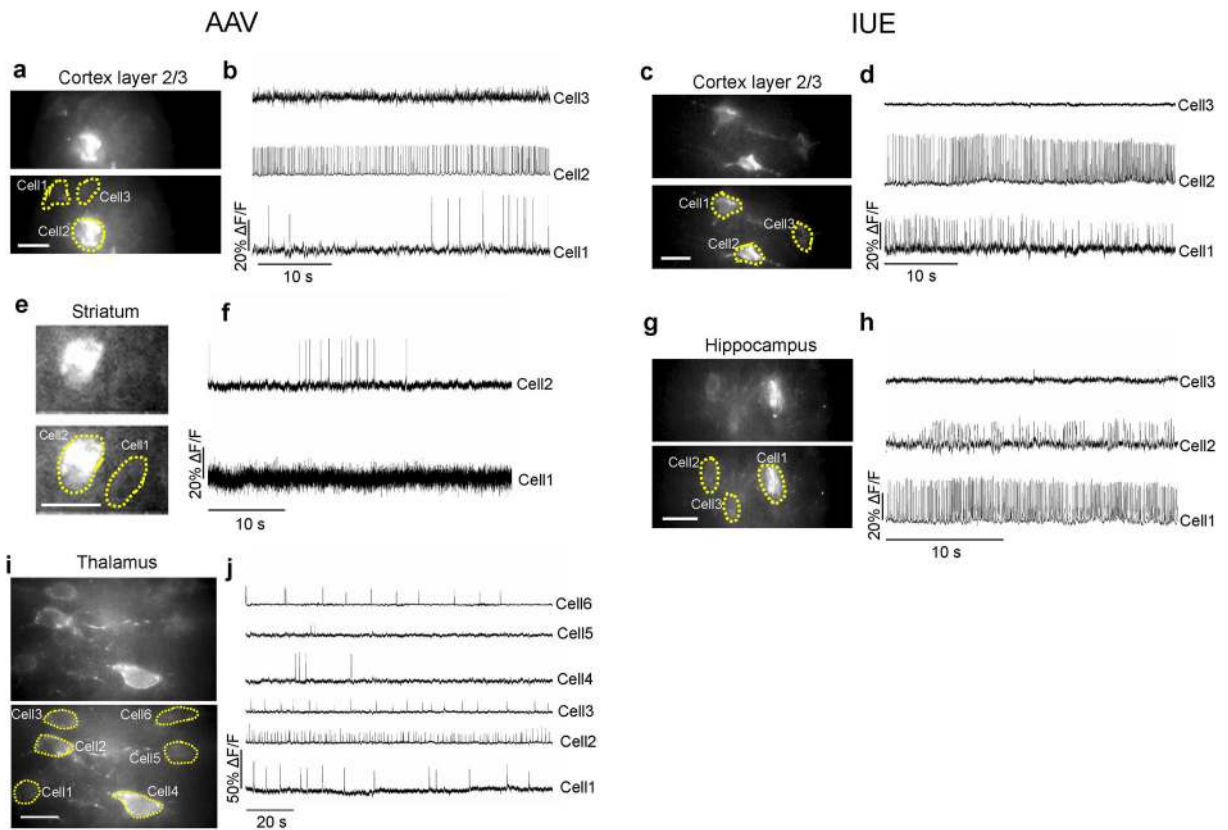 AAV
IUE
a
Cortex layer 2/3
Cell1
Cell3
Cell2
b
Cell3
Cell2
Cell1
20% ΔF/F
10 s
c
Cortex layer 2/3
Cell1
Cell3
Cell2
d
Cell3
Cell2
Cell1
20% ΔF/F
10 s
e
Striatum
Cell2
Cell1
f
Cell2
Cell1
20% ΔF/F
10 s
g
Hippocampus
Cell2
Cell1
Cell3
h
Cell3
Cell2
Cell1
20% ΔF/F
10 s
i
Thalamus
Cell3
Cell6
Cell2
Cell5
Cell1
Cell4
j
Cell6
Cell5
Cell4
Cell3
Cell2
Cell1
50% ΔF/F
20 s